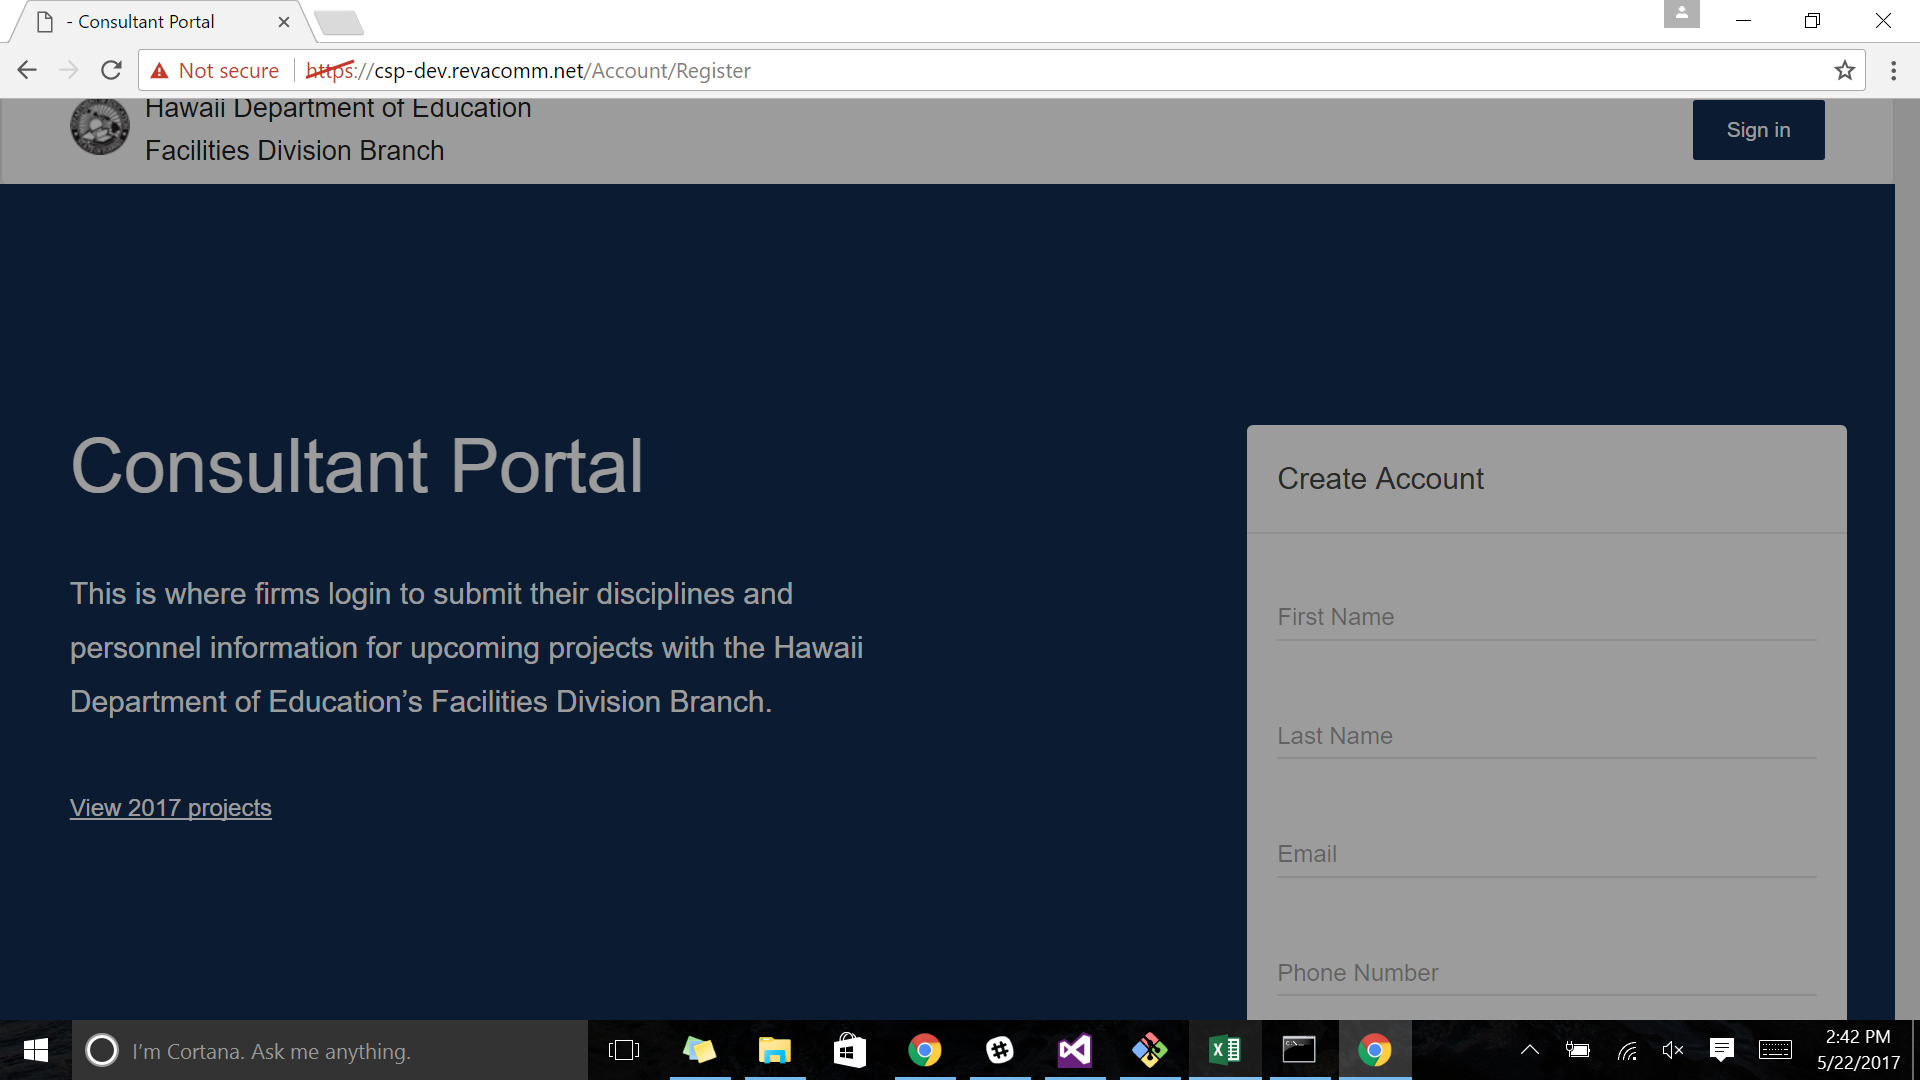 - Consultant Portal
Not secure
https://csp-dev.revacomm.net/Account/Register
Hawaii Department of Education
Facilities Division Branch
Sign in
Consultant Portal
This is where firms login to submit their disciplines and
personnel information for upcoming projects with the Hawaii
Department of Education’s Facilities Division Branch.
View 2017 projects
Create Account
First Name
Last Name
Email
Phone Number
I'm Cortana. Ask me anything.
2:42 PM
5/22/2017